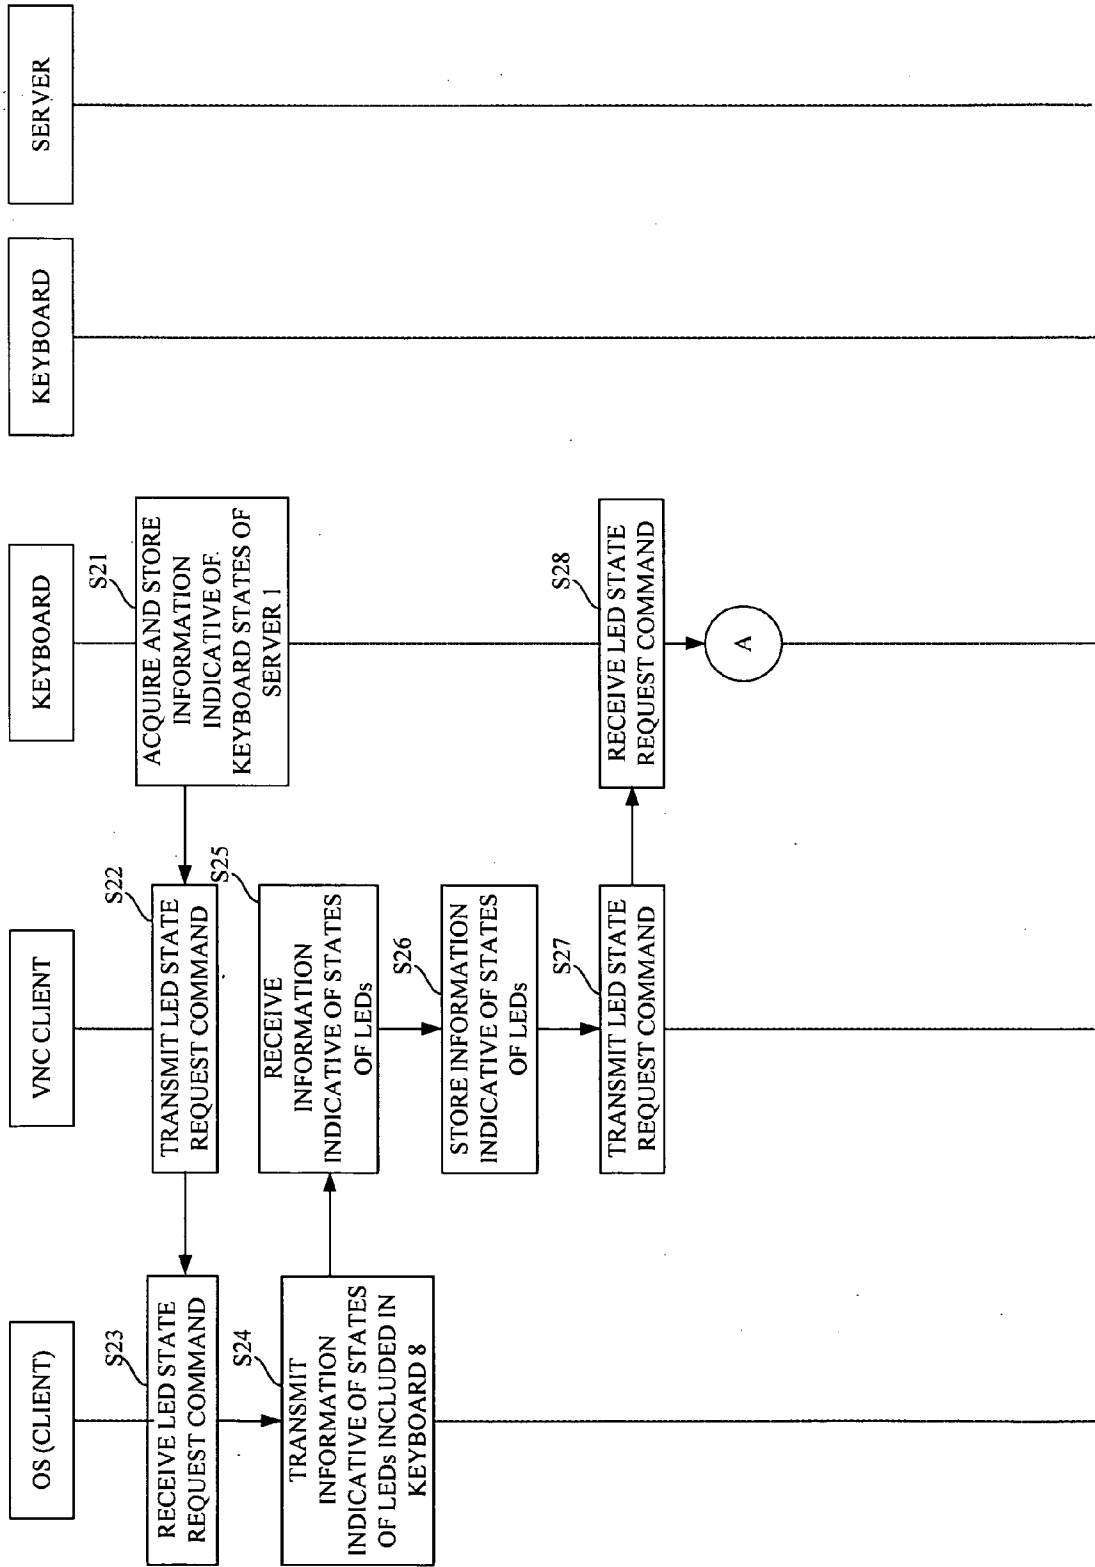 OS (CLIENT)
VNC CLIENT
KEYBOARD
KEYBOARD
SERVER
S21
ACQUIRE AND STORE
INFORMATION
INDICATIVE OF
KEYBOARD STATES OF
SERVER 1
S22
TRANSMIT LED STATE
REQUEST COMMAND
S23
RECEIVE LED STATE
REQUEST COMMAND
S24
TRANSMIT
INFORMATION
INDICATIVE OF STATES
OF LEDs INCLUDED IN
KEYBOARD 8
S25
RECEIVE
INFORMATION
INDICATIVE OF STATES
OF LEDs
S26
STORE INFORMATION
INDICATIVE OF STATES
OF LEDs
S27
TRANSMIT LED STATE
REQUEST COMMAND
S28
RECEIVE LED STATE
REQUEST COMMAND
A